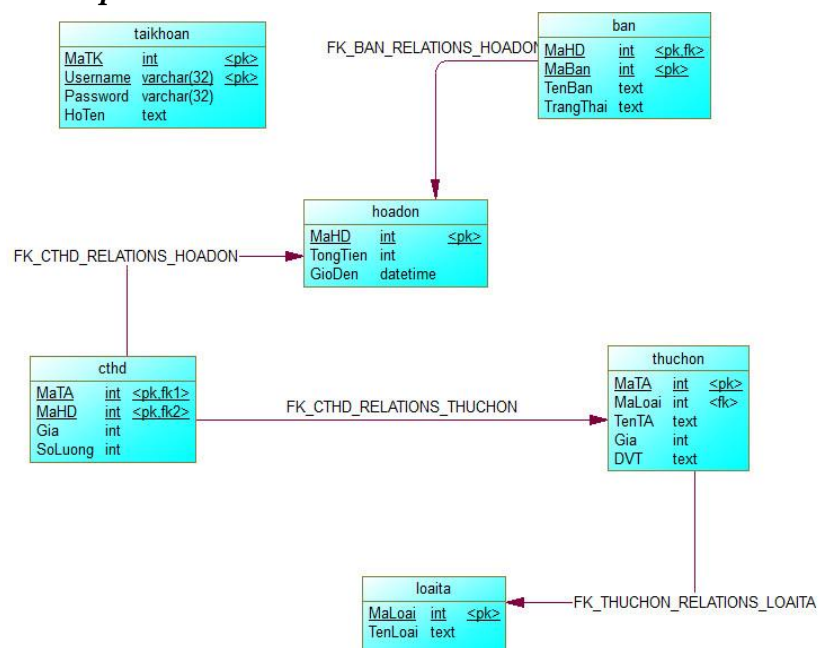 taikhoan
MaTK int <pk>
Username varchar(32) <pk>
Password varchar(32)
HoTen text
FK_BAN_RELATIONS_HOADON
ban
MaHD int <pk,fk>
MaBan int <pk>
TenBan text
TrangThai text
hoadon
MaHD int <pk>
TongTien int
GioDen datetime
FK_CTHD_RELATIONS_HOADON
cthd
MaTA int <pk,fk1>
MaHD int <pk,fk2>
Gia int
SoLuong int
FK_CTHD_RELATIONS_THUCHON
thuchon
MaTA int <pk>
MaLoai int <fk>
TenTA text
Gia int
DVT text
loaita
MaLoai int <pk>
TenLoai text
FK_THUCHON_RELATIONS_LOAITA